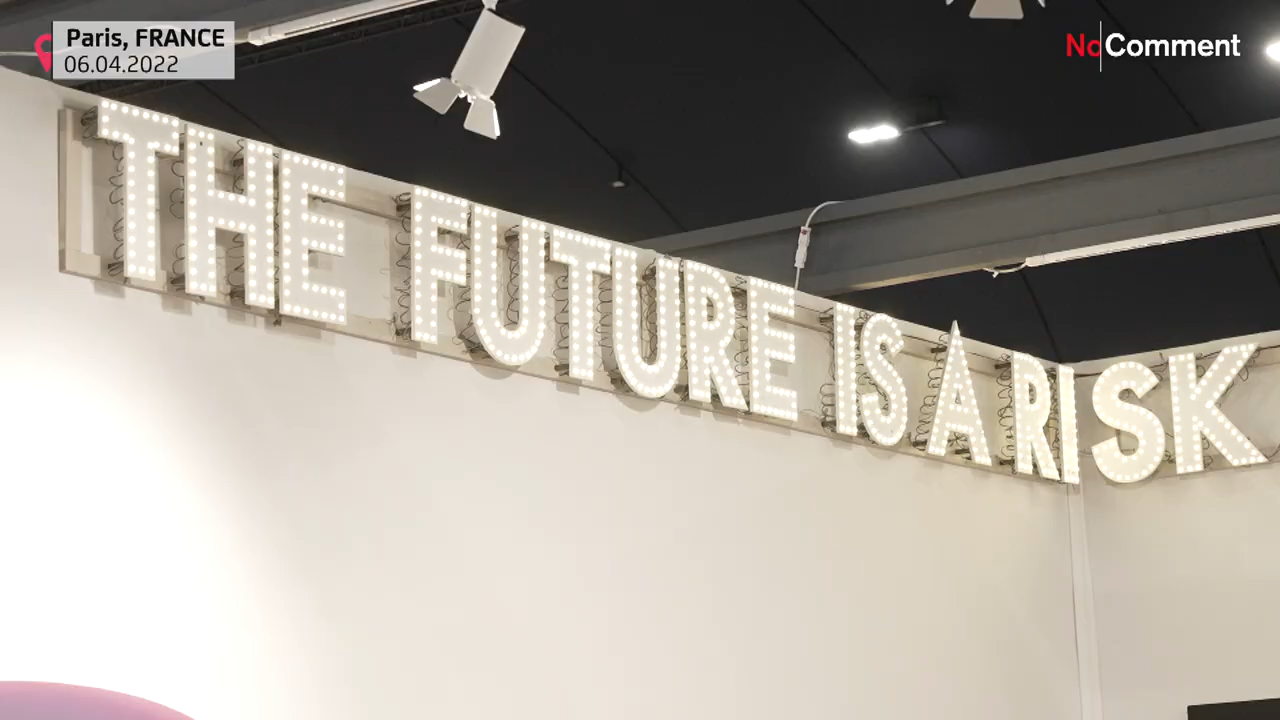 Paris, FRANCE
06.04.2022
NoComment
THE FUTURE IS A RISK